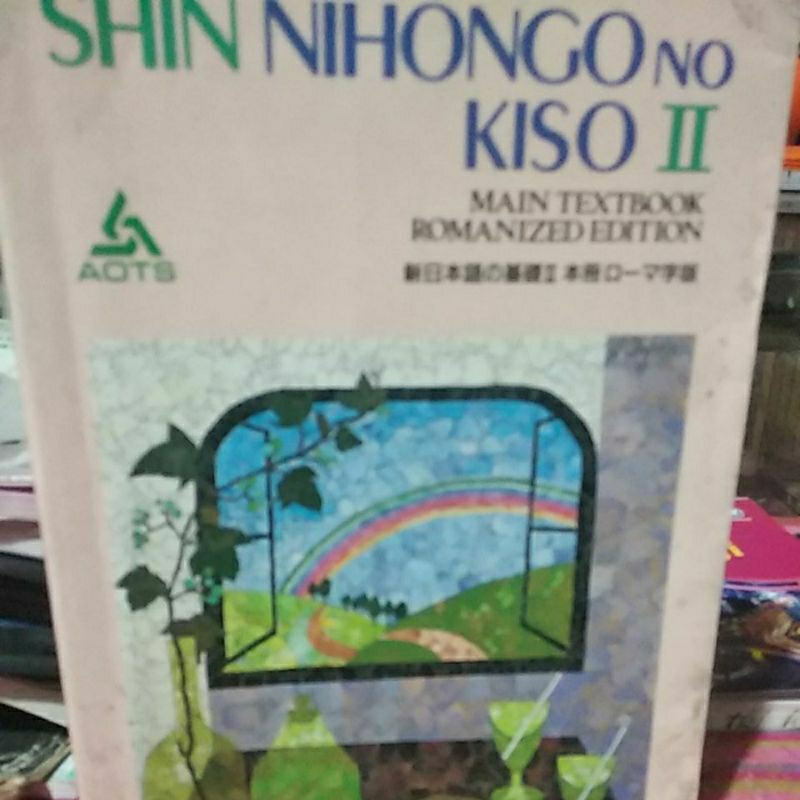 SHIN NIHONGO NO
KISO II
MAIN TEXTBOOK
ROMANIZED EDITION
新日本語の基礎II 本冊ローマ字版
AOTS